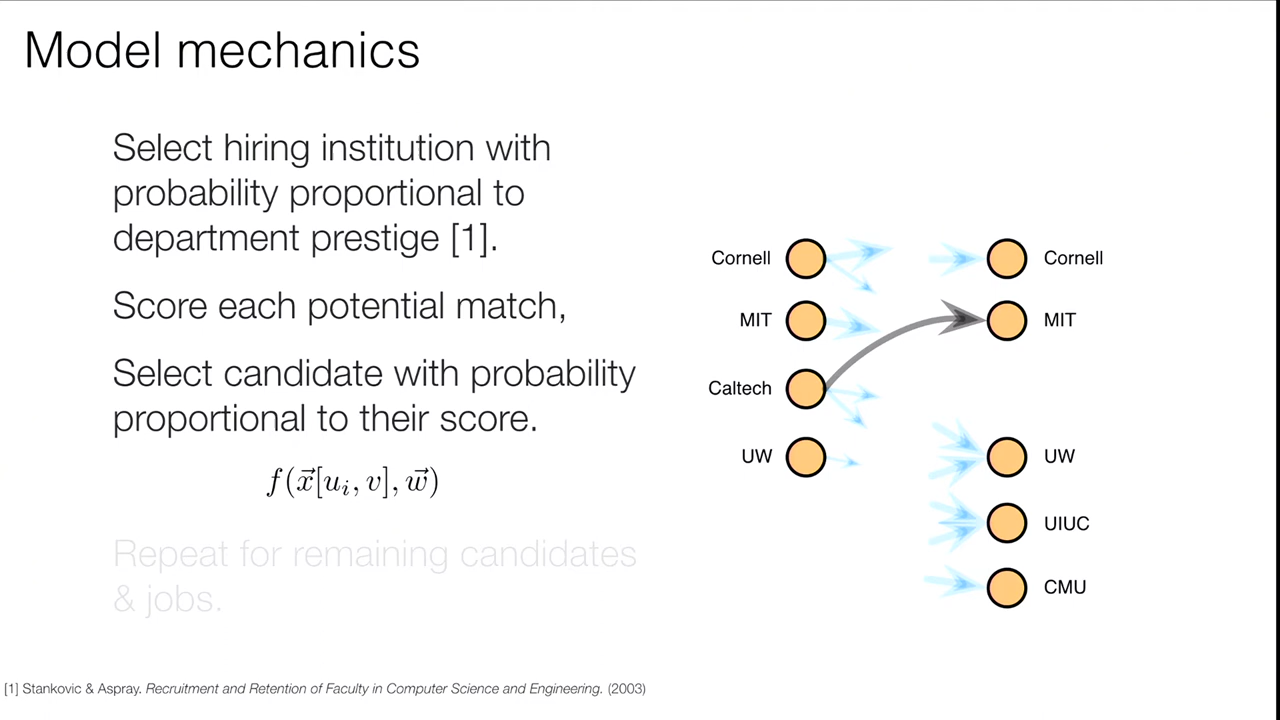 Model mechanics
Select hiring institution with
probability proportional to
department prestige [1].
Score each potential match,
Select candidate with probability
proportional to their score.
f(x⃗[uᵢ, v], w⃗)
Repeat for remaining candidates
& jobs.
Cornell
MIT
Caltech
UW
Cornell
MIT
UW
UIUC
CMU
[1] Stankovic & Aspray. Recruitment and Retention of Faculty in Computer Science and Engineering. (2003)